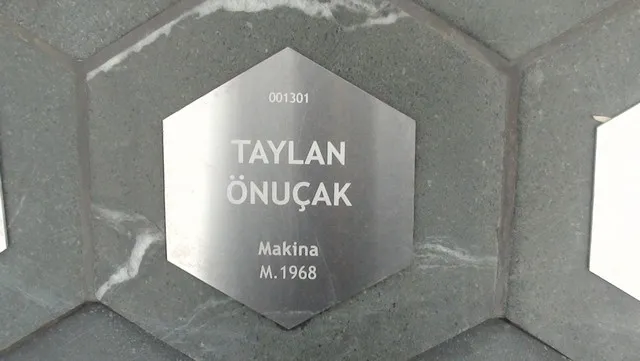 001301
TAYLAN
ÖNUÇAK
Makina
M.1968